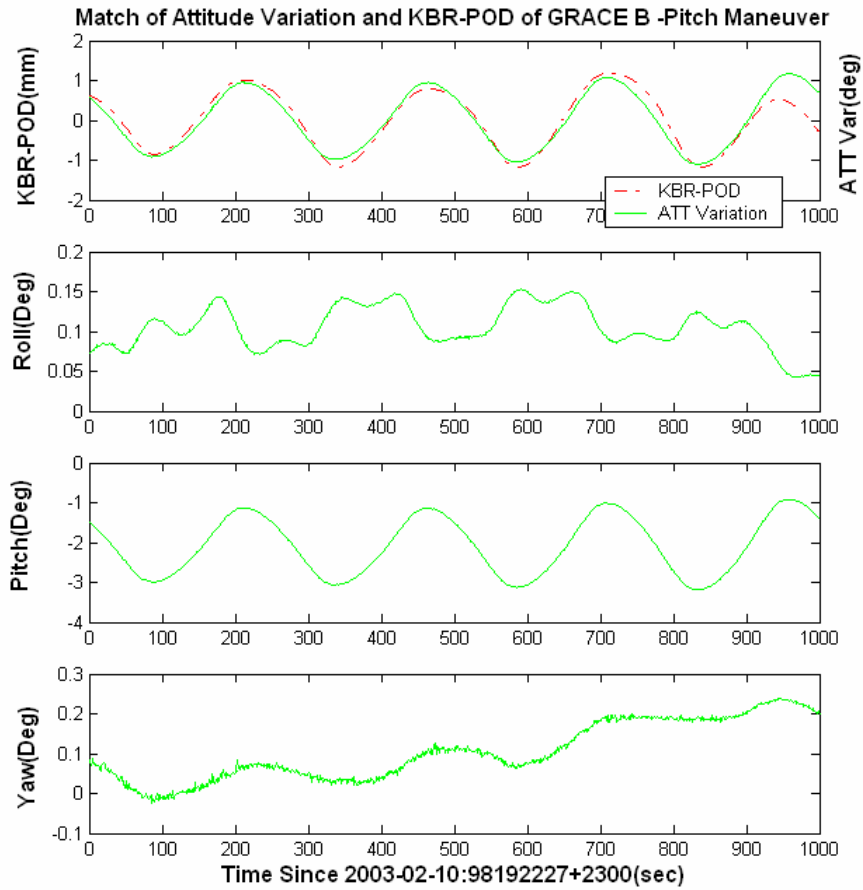 Match of Attitude Variation and KBR-POD of GRACE B -Pitch Maneuver
KBR-POD(mm)
2
1
0
-1
-2
ATT Var(deg)
KBR-POD
ATT Variation
0 100 200 300 400 500 600 700 800 900 1000
Roll(Deg)
0.2
0.15
0.1
0.05
0
0 100 200 300 400 500 600 700 800 900 1000
Pitch(Deg)
0
-1
-2
-3
-4
0 100 200 300 400 500 600 700 800 900 1000
Yaw(Deg)
0.3
0.2
0.1
0
-0.1
0 100 200 300 400 500 600 700 800 900 1000
Time Since 2003-02-10:98192227+2300(sec)